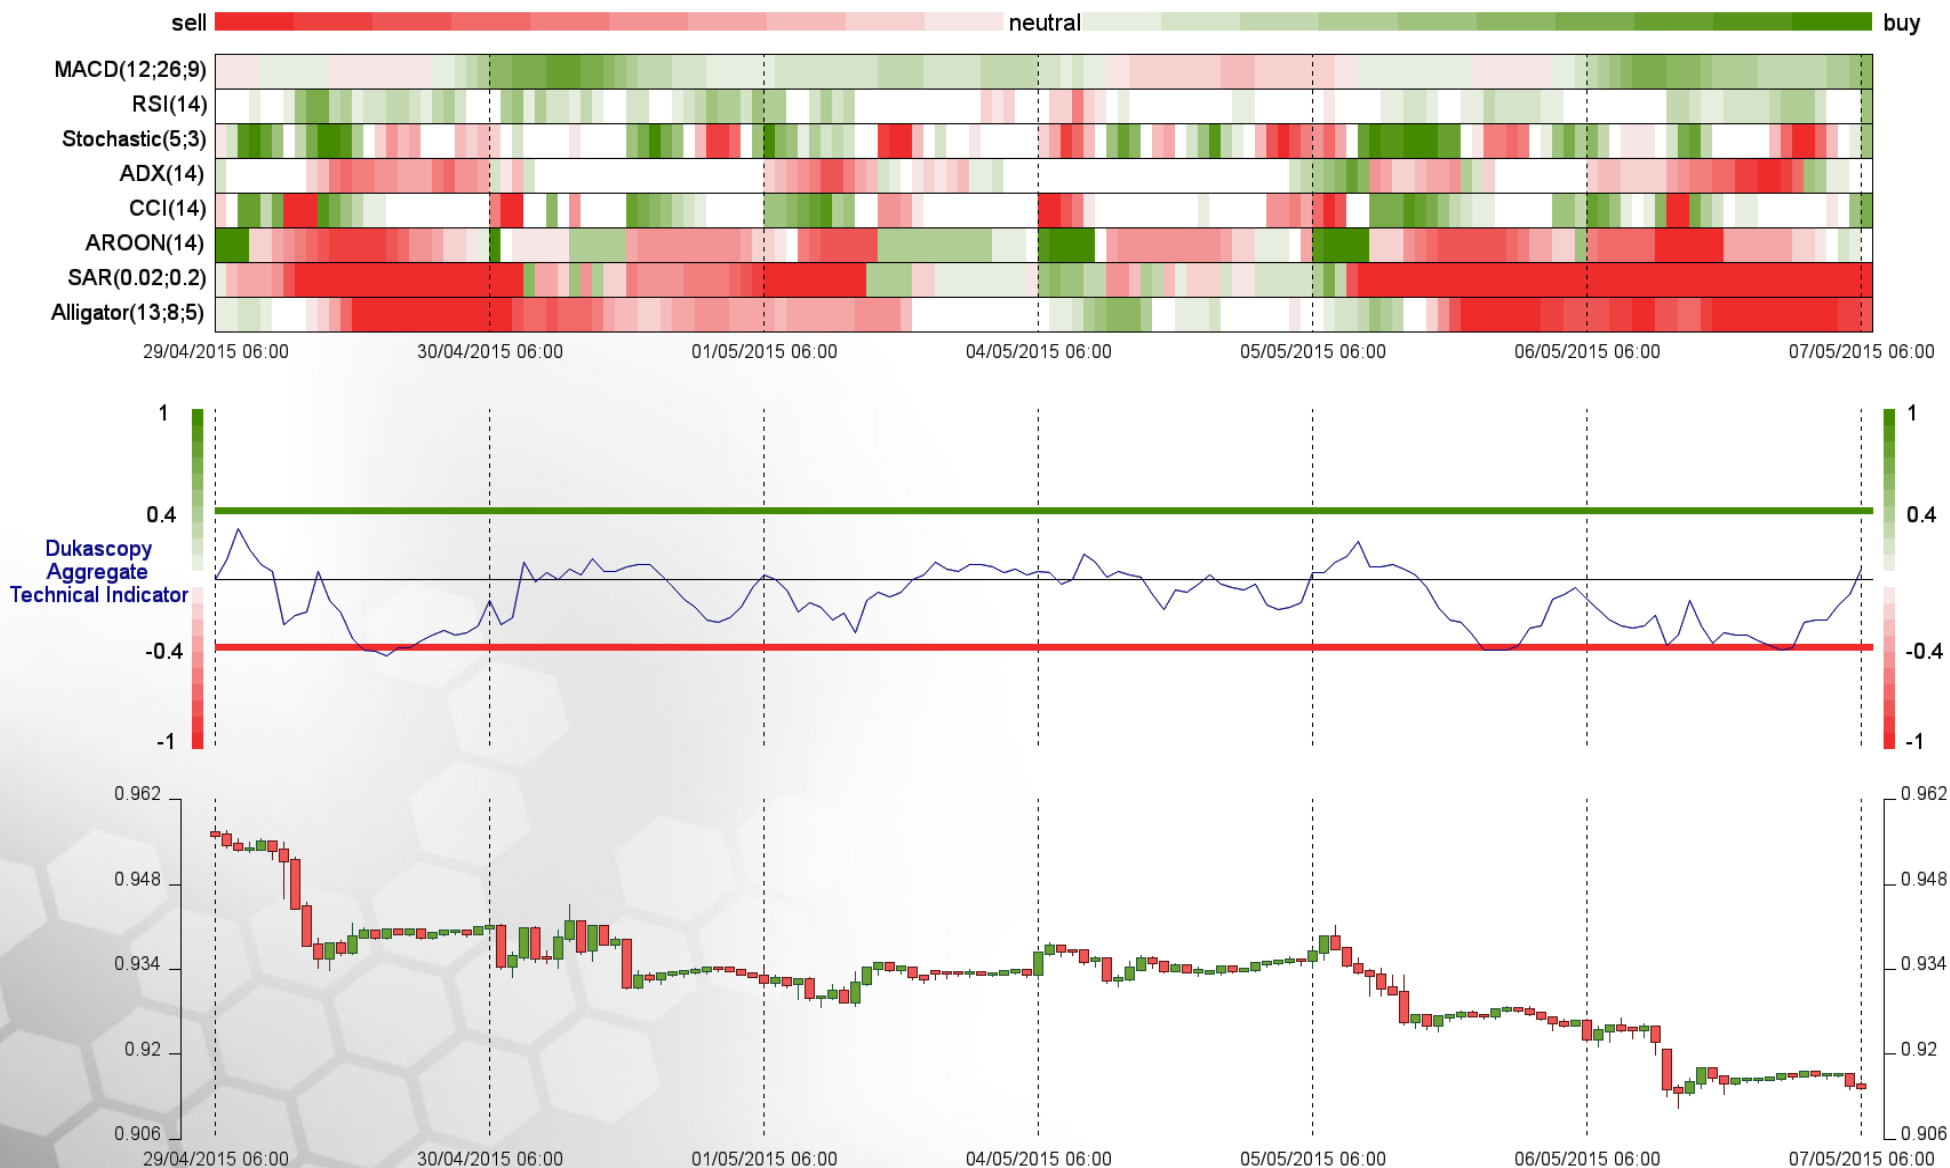 sell neutral buy
MACD(12;26;9)
RSI(14)
Stochastic(5;3)
ADX(14)
CCI(14)
AROON(14)
SAR(0.02;0.2)
Alligator(13;8;5)
29/04/2015 06:00 30/04/2015 06:00 01/05/2015 06:00 04/05/2015 06:00 05/05/2015 06:00 06/05/2015 06:00 07/05/2015 06:00
1 1
0.4 0.4
Dukascopy
Aggregate
Technical Indicator
-0.4 -0.4
-1 -1
0.962 0.962
0.948 0.948
0.934 0.934
0.92 0.92
0.906 0.906
29/04/2015 06:00 30/04/2015 06:00 01/05/2015 06:00 04/05/2015 06:00 05/05/2015 06:00 06/05/2015 06:00 07/05/2015 06:00